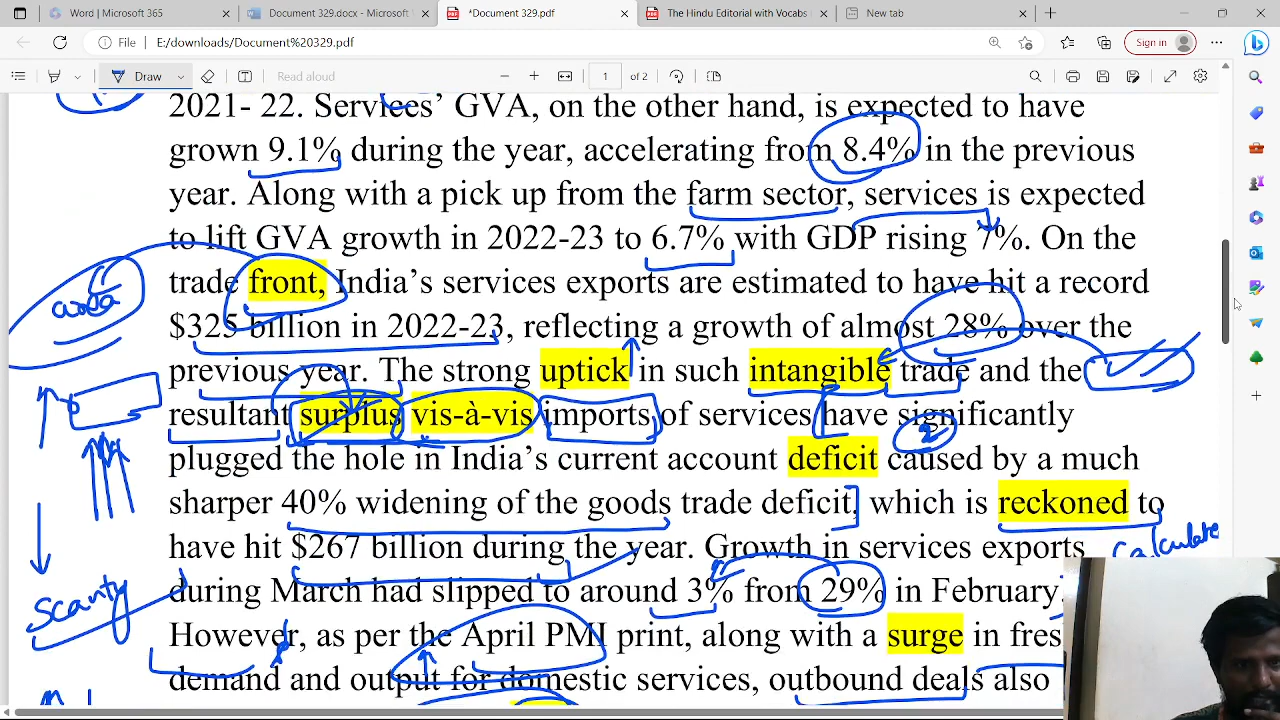 Word | Microsoft 365
Document 329.docx - Microsoft
*Document 329.pdf
The Hindu Editorial with Vocabs
New tab
File E:/downloads/Document%20329.pdf
Sign in
Draw
Read aloud
1 of 2
2021- 22. Services’ GVA, on the other hand, is expected to have
grown 9.1% during the year, accelerating from 8.4% in the previous
year. Along with a pick up from the farm sector, services is expected
to lift GVA growth in 2022-23 to 6.7% with GDP rising 7%. On the
trade front, India’s services exports are estimated to have hit a record
area
$325 billion in 2022-23, reflecting a growth of almost 28% over the
previous year. The strong uptick in such intangible trade and the
resultant surplus vis-à-vis imports of services have significantly
2
plugged the hole in India’s current account deficit caused by a much
sharper 40% widening of the goods trade deficit, which is reckoned to
have hit $267 billion during the year. Growth in services exports
Calculate
during March had slipped to around 3% from 29% in February.
scanty
However, as per the April PMI print, along with a surge in fres
demand and output for domestic services, outbound deals also